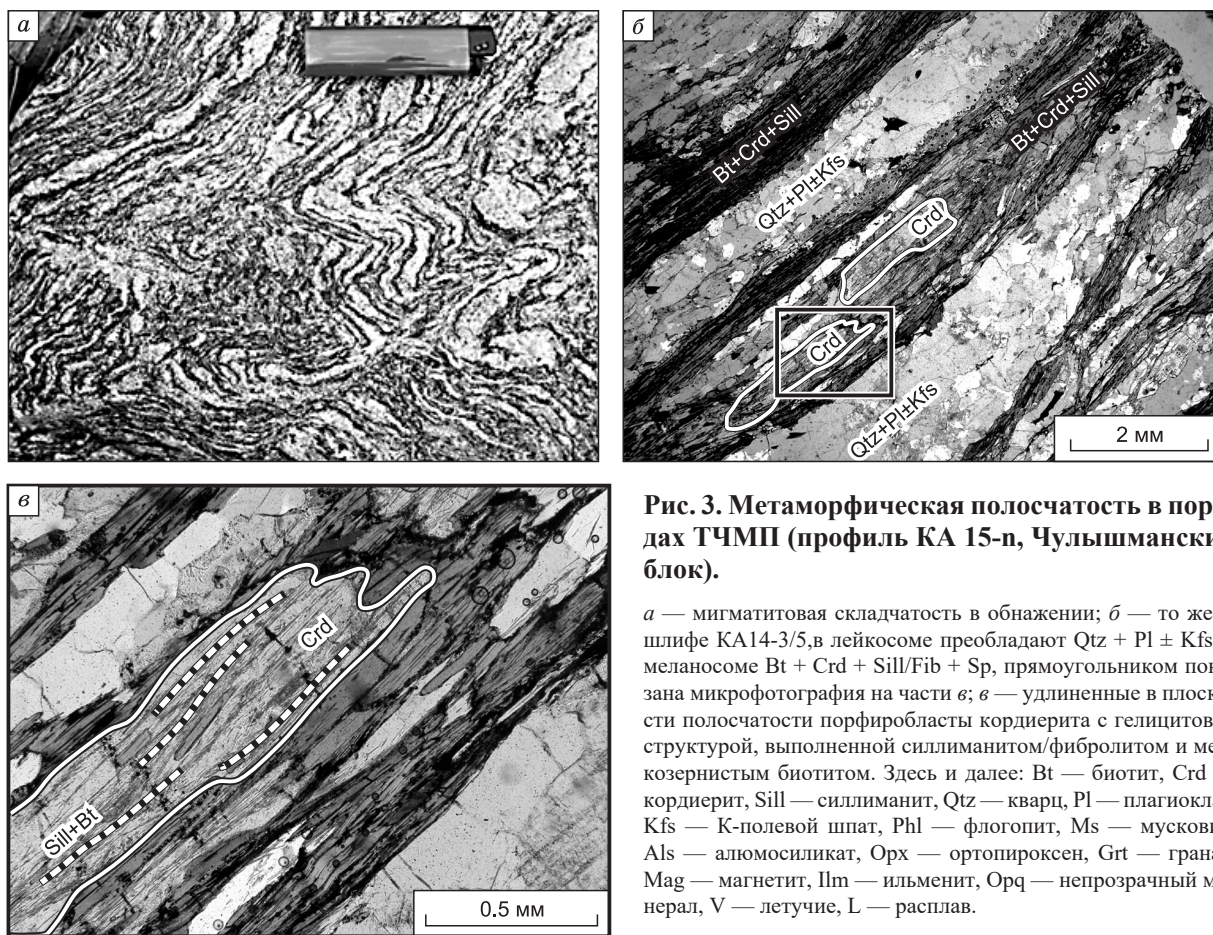 а
б
Bt+Crd+Sill
Bt+Crd+Sill
Qtz+Pl±Kfs
Crd
Crd
Qtz+Pl±Kfs
2 мм
в
Crd
Sill+Bt
0.5 мм
Рис. 3. Метаморфическая полосчатость в пор
дах ТЧМП (профиль КА 15-n, Чулышмански
блок).
а — мигматитовая складчатость в обнажении; б — то же
шлифе КА14-3/5,в лейкосоме преобладают Qtz + Pl ± Kfs
меланосоме Bt + Crd + Sill/Fib + Sp, прямоугольником пок
зана микрофотография на части в; в — удлиненные в плоск
сти полосчатости порфиробласты кордиерита с гелицитов
структурой, выполненной силлиманитом/фибролитом и ме
козернистым биотитом. Здесь и далее: Bt — биотит, Crd
кордиерит, Sill — силлиманит, Qtz — кварц, Pl — плагиокла
Kfs — К-полевой шпат, Phl — флогопит, Ms — мускови
Als — алюмосиликат, Opx — ортопироксен, Grt — грана
Mag — магнетит, Ilm — ильменит, Opq — непрозрачный м
нерал, V — летучие, L — расплав.